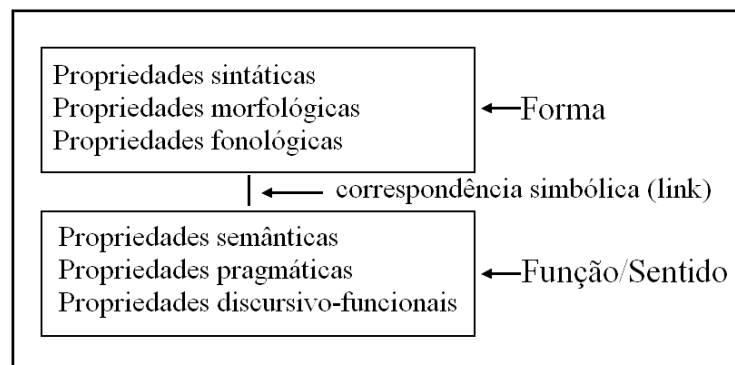 Propriedades sintáticas
Propriedades morfológicas
Propriedades fonológicas
Forma
correspondência simbólica (link)
Propriedades semânticas
Propriedades pragmáticas
Propriedades discursivo-funcionais
Função/Sentido